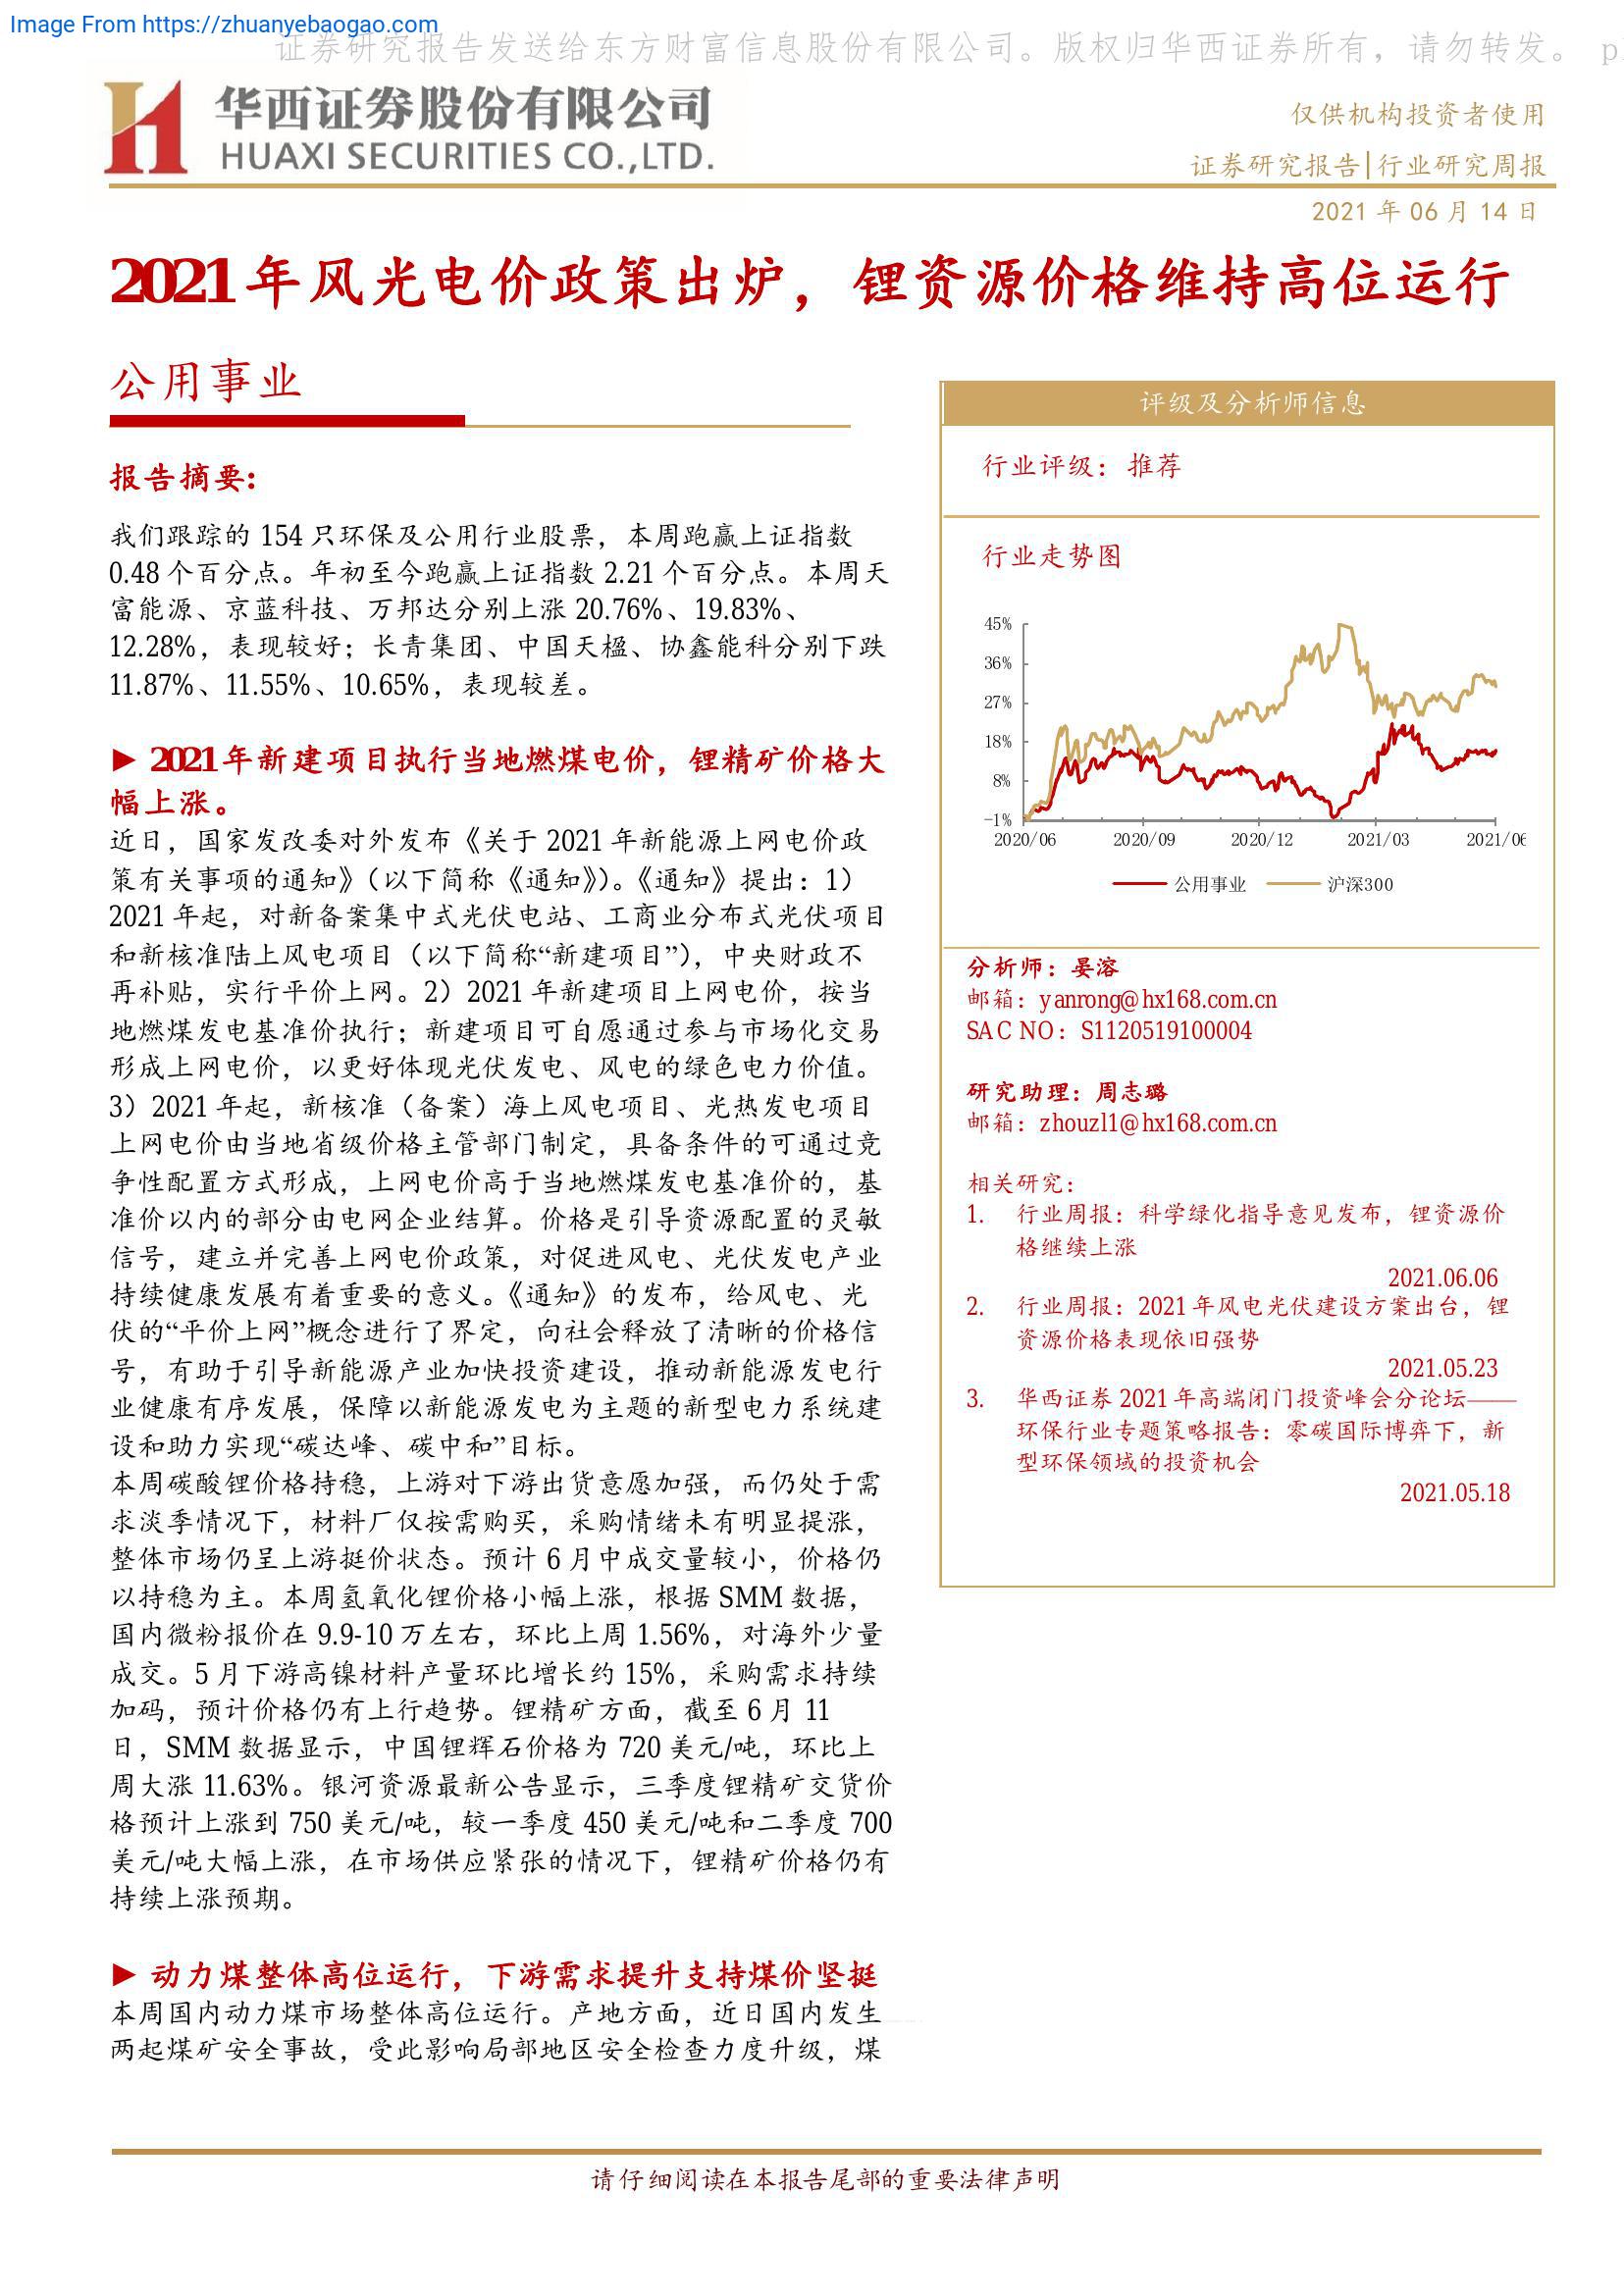 Image From https://zhuanyebaogao.com
证券研究报告发送给东方财富信息股份有限公司。版权归华西证券所有，请勿转发。 p
华西证券股份有限公司
HUAXI SECURITIES CO.,LTD.
仅供机构投资者使用
证券研究报告|行业研究周报
2021 年 06 月 14 日
2021 年风光电价政策出炉，锂资源价格维持高位运行
公用事业
报告摘要:
我们跟踪的 154 只环保及公用行业股票，本周跑赢上证指数
0.48 个百分点。年初至今跑赢上证指数 2.21 个百分点。本周天
富能源、京蓝科技、万邦达分别上涨 20.76%、19.83%、
12.28%，表现较好；长青集团、中国天楹、协鑫能科分别下跌
11.87%、11.55%、10.65%，表现较差。
► 2021 年新建项目执行当地燃煤电价，锂精矿价格大
幅上涨。
近日，国家发改委对外发布《关于 2021 年新能源上网电价政
策有关事项的通知》（以下简称《通知》）。《通知》提出：1）
2021 年起，对新备案集中式光伏电站、工商业分布式光伏项目
和新核准陆上风电项目（以下简称“新建项目”），中央财政不
再补贴，实行平价上网。2）2021 年新建项目上网电价，按当
地燃煤发电基准价执行；新建项目可自愿通过参与市场化交易
形成上网电价，以更好体现光伏发电、风电的绿色电力价值。
3）2021 年起，新核准（备案）海上风电项目、光热发电项目
上网电价由当地省级价格主管部门制定，具备条件的可通过竞
争性配置方式形成，上网电价高于当地燃煤发电基准价的，基
准价以内的部分由电网企业结算。价格是引导资源配置的灵敏
信号，建立并完善上网电价政策，对促进风电、光伏发电产业
持续健康发展有着重要的意义。《通知》的发布，给风电、光
伏的“平价上网”概念进行了界定，向社会释放了清晰的价格信
号，有助于引导新能源产业加快投资建设，推动新能源发电行
业健康有序发展，保障以新能源发电为主题的新型电力系统建
设和助力实现“碳达峰、碳中和”目标。
本周碳酸锂价格持稳，上游对下游出货意愿加强，而仍处于需
求淡季情况下，材料厂仅按需购买，采购情绪未有明显提涨，
整体市场仍呈上游挺价状态。预计 6 月中成交量较小，价格仍
以持稳为主。本周氢氧化锂价格小幅上涨，根据 SMM 数据，
国内微粉报价在 9.9-10 万左右，环比上周 1.56%，对海外少量
成交。5 月下游高镍材料产量环比增长约 15%，采购需求持续
加码，预计价格仍有上行趋势。锂精矿方面，截至 6 月 11
日，SMM 数据显示，中国锂辉石价格为 720 美元/吨，环比上
周大涨 11.63%。银河资源最新公告显示，三季度锂精矿交货价
格预计上涨到 750 美元/吨，较一季度 450 美元/吨和二季度 700
美元/吨大幅上涨，在市场供应紧张的情况下，锂精矿价格仍有
持续上涨预期。
► 动力煤整体高位运行，下游需求提升支持煤价坚挺
本周国内动力煤市场整体高位运行。产地方面，近日国内发生
两起煤矿安全事故，受此影响局部地区安全检查力度升级，煤
评级及分析师信息
行业评级：推荐
行业走势图
45%
36%
27%
18%
8%
-1%
2020/06 2020/09 2020/12 2021/03 2021/06
公用事业 沪深300
分析师：晏溶
邮箱：yanrong@hx168.com.cn
SAC NO：S1120519100004
研究助理：周志璐
邮箱：zhouzl1@hx168.com.cn
相关研究：
1. 行业周报：科学绿化指导意见发布，锂资源价
格继续上涨
2021.06.06
2. 行业周报：2021 年风电光伏建设方案出台，锂
资源价格表现依旧强势
2021.05.23
3. 华西证券 2021 年高端闭门投资峰会分论坛——
环保行业专题策略报告：零碳国际博弈下，新
型环保领域的投资机会
2021.05.18
请仔细阅读在本报告尾部的重要法律声明